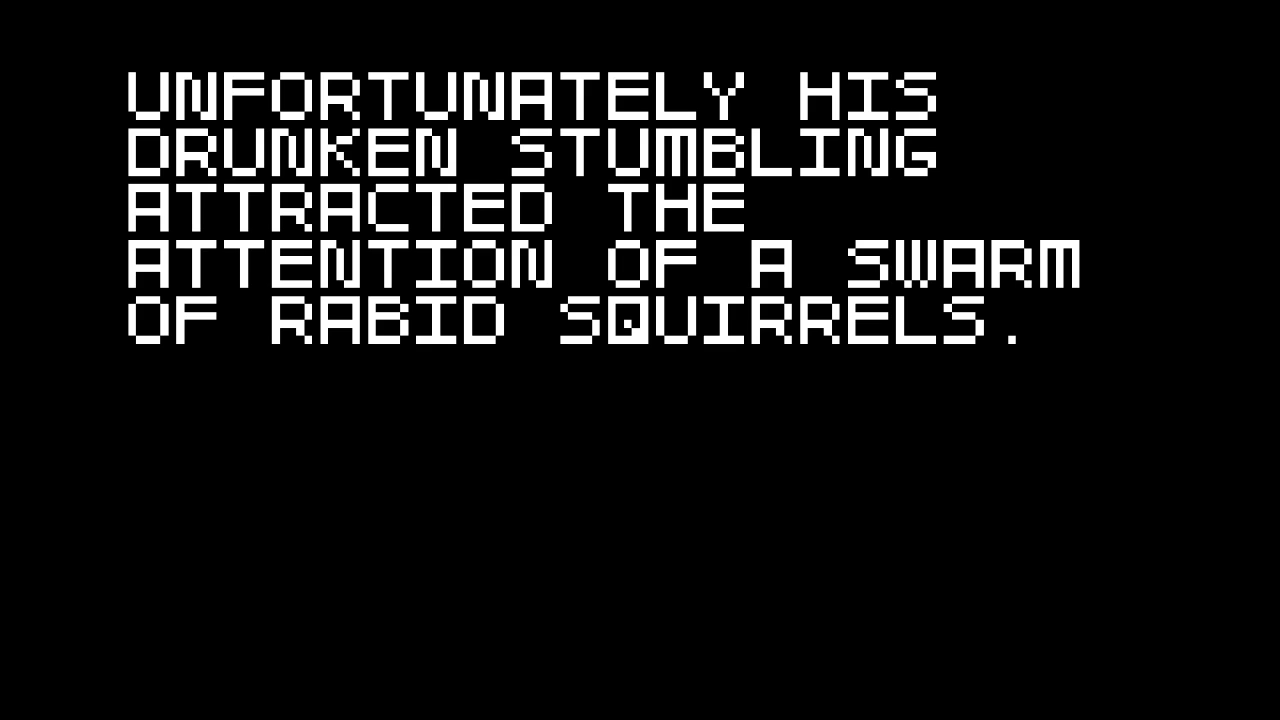 UNFORTUNATELY HIS
DRUNKEN STUMBLING
ATTRACTED THE
ATTENTION OF A SWARM
OF RABID SQUIRRELS.